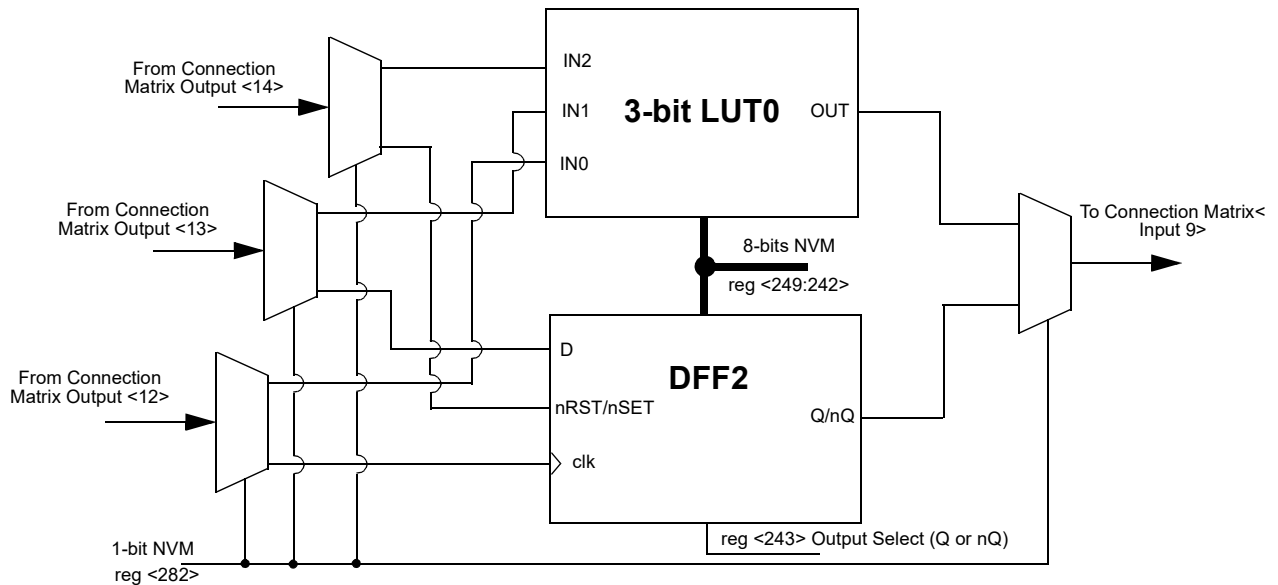 From Connection
Matrix Output <14>
IN2
IN1
IN0
3-bit LUT0
OUT
From Connection
Matrix Output <13>
To Connection Matrix<
Input 9>
8-bits NVM
reg <249:242>
From Connection
Matrix Output <12>
D
nRST/nSET
clk
DFF2
Q/nQ
reg <243> Output Select (Q or nQ)
1-bit NVM
reg <282>